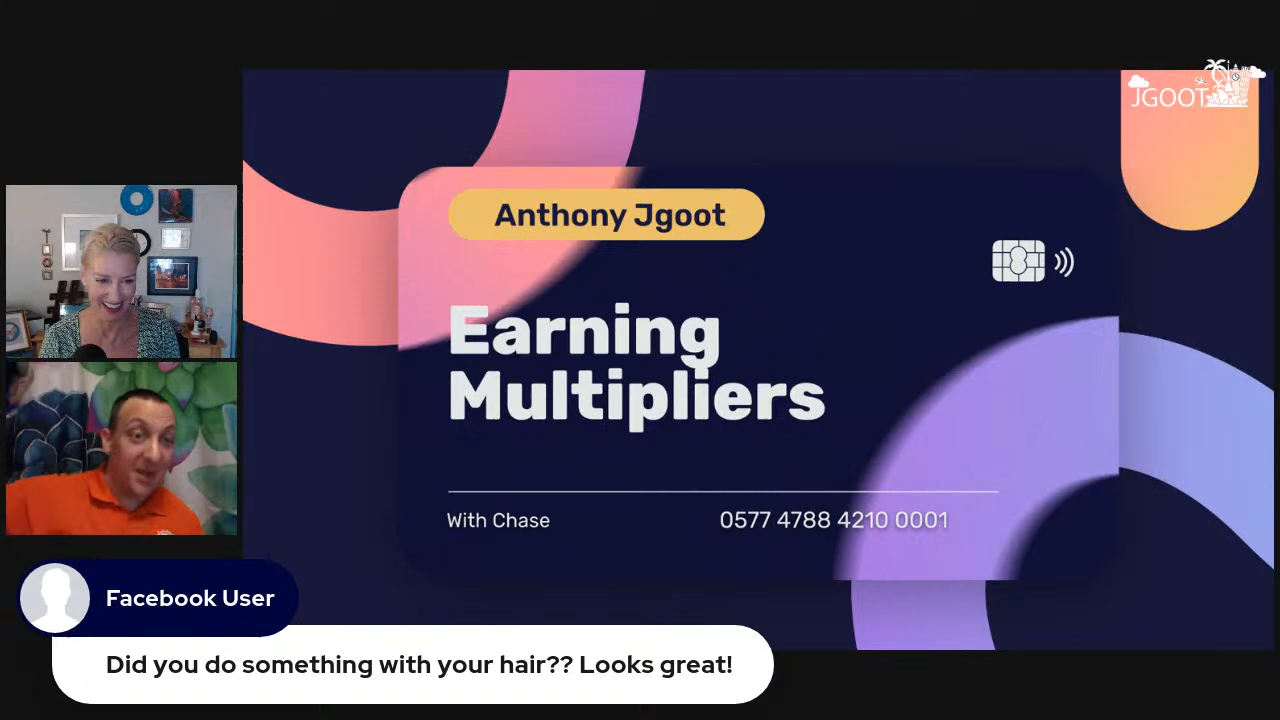 JGOOT
Anthony Jgoot
Earning
Multipliers
With Chase
0577 4788 4210 0001
Facebook User
Did you do something with your hair?? Looks great!